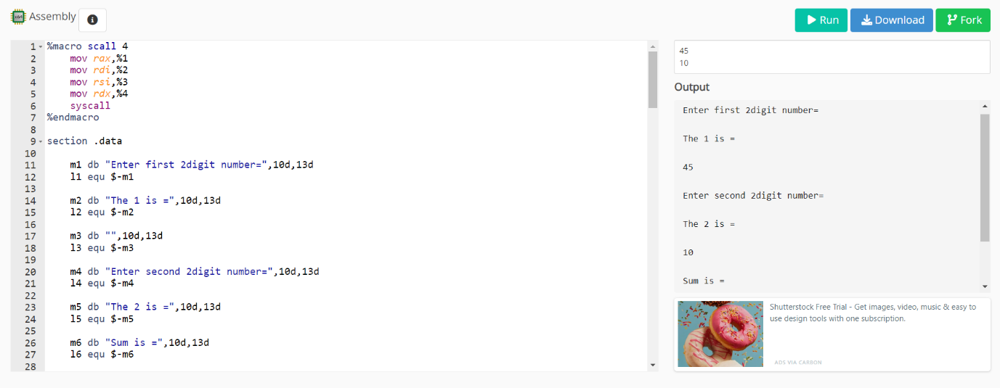 x64 Assembly
Run Download Fork
1 %macro scall 4
2 mov rax,%1
3 mov rdi,%2
4 mov rsi,%3
5 mov rdx,%4
6 syscall
7 %endmacro
8
9 section .data
10
11 m1 db "Enter first 2digit number=",10d,13d
12 l1 equ $-m1
13
14 m2 db "The 1 is =",10d,13d
15 l2 equ $-m2
16
17 m3 db "",10d,13d
18 l3 equ $-m3
19
20 m4 db "Enter second 2digit number=",10d,13d
21 l4 equ $-m4
22
23 m5 db "The 2 is =",10d,13d
24 l5 equ $-m5
25
26 m6 db "Sum is =",10d,13d
27 l6 equ $-m6
28
45
10
Output
Enter first 2digit number=
The 1 is =
45
Enter second 2digit number=
The 2 is =
10
Sum is =
Shutterstock Free Trial - Get images, video, music & easy to
use design tools with one subscription.
ADS VIA CARBON